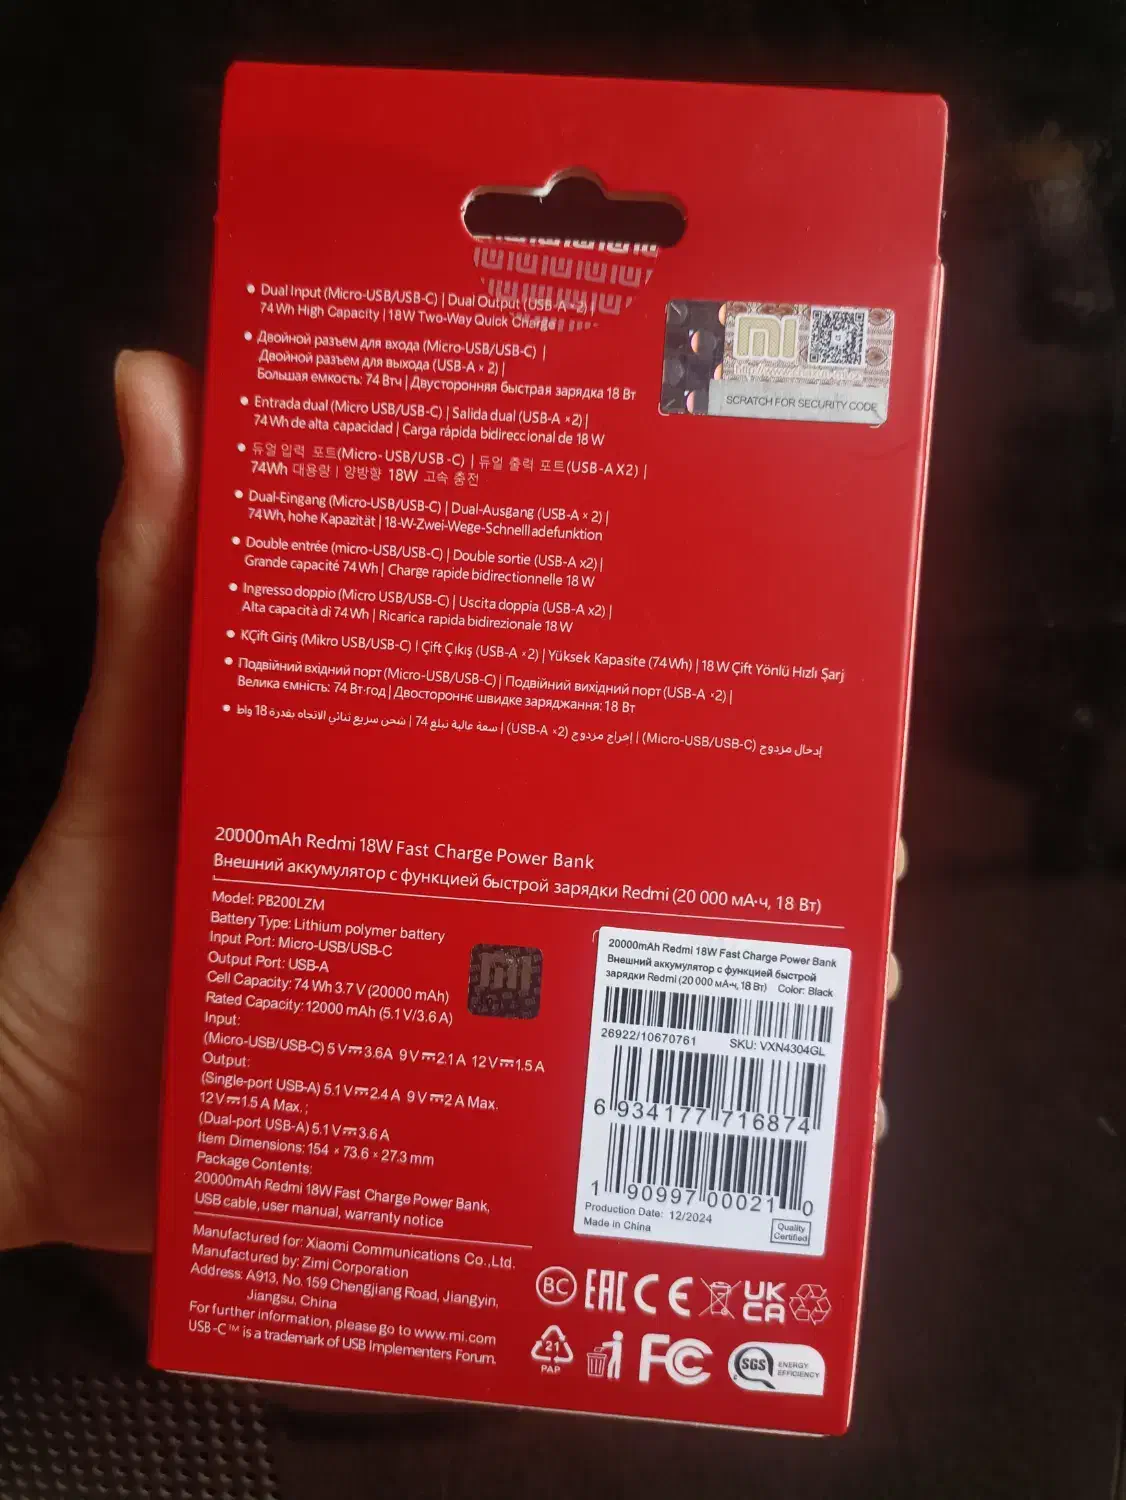 Dual Input (Micro-USB/USB-C) | Dual Output (USB-A × 2) |
74 Wh High Capacity | 18W Two-Way Quick Charge
Двойной разъем для входа (Micro-USB/USB-C) |
Двойной разъем для выхода (USB-A × 2) |
Большая емкость: 74 Втч | Двусторонняя быстрая зарядка 18 Вт
Entrada dual (Micro USB/USB-C) | Salida dual (USB-A ×2) |
74 Wh de alta capacidad | Carga rápida bidireccional de 18 W
듀얼 입력 포트(Micro- USB/USB -C) | 듀얼 출력 포트(USB-A X2) |
74Wh 대용량 | 양방향 18W 고속 충전
Dual-Eingang (Micro-USB/USB-C) | Dual-Ausgang (USB-A × 2) |
74 Wh, hohe Kapazität | 18-W-Zwei-Wege-Schnellladefunktion
Double entrée (micro-USB/USB-C) | Double sortie (USB-A x2) |
Grande capacité 74 Wh | Charge rapide bidirectionnelle 18 W
Ingresso doppio (Micro USB/USB-C) | Uscita doppia (USB-A x2) |
Alta capacità di 74 Wh | Ricarica rapida bidirezionale 18 W
KÇift Giriş (Mikro USB/USB-C) | Çift Çıkış (USB-A ×2) | Yüksek Kapasite (74 Wh) | 18 W Çift Yönlü Hızlı Şarj
Подвійний вхідний порт (Micro-USB/USB-C) | Подвійний вихідний порт (USB-A ×2) |
Велика ємність: 74 Вт·год | Двостороннє швидке заряджання: 18 Вт
إدخال مزدوج (Micro-USB/USB-C) | إخراج مزدوج (USB-A ×2) | سعة عالية تبلغ 74 | شحن سريع ثنائي الاتجاه بقدرة 18 واط
mi
SCRATCH FOR SECURITY CODE
20000mAh Redmi 18W Fast Charge Power Bank
Внешний аккумулятор с функцией быстрой зарядки Redmi (20 000 мА·ч, 18 Вт)
Model: PB200LZM
Battery Type: Lithium polymer battery
Input Port: Micro-USB/USB-C
Output Port: USB-A
Cell Capacity: 74 Wh 3.7 V (20000 mAh)
Rated Capacity: 12000 mAh (5.1 V/3.6 A)
Input:
(Micro-USB/USB-C) 5 V⎓3.6A 9 V⎓2.1 A 12 V⎓1.5 A
Output:
(Single-port USB-A) 5.1 V⎓2.4 A 9 V⎓2 A Max.
12 V⎓1.5 A Max. ;
(Dual-port USB-A) 5.1 V⎓3.6 A
Item Dimensions: 154 × 73.6 × 27.3 mm
Package Contents:
20000mAh Redmi 18W Fast Charge Power Bank,
USB cable, user manual, warranty notice
Manufactured for: Xiaomi Communications Co.,Ltd.
Manufactured by: Zimi Corporation
Address: A913, No. 159 Chengjiang Road, Jiangyin,
Jiangsu, China
For further information, please go to www.mi.com
USB -C™ is a trademark of USB Implementers Forum.
mi
20000mAh Redmi 18W Fast Charge Power Bank
Внешний аккумулятор с функцией быстрой
зарядки Redmi (20 000 мА·ч, 18 Вт) Color: Black
26922/10670761 SKU: VXN4304GL
6 934177 716874
1 90997 00021 0
Production Date: 12/2024
Made in China
Quality
Certified
BC EAC CE UK
CA
21
PAP
FC
SGS
ENERGY
EFFICIENCY